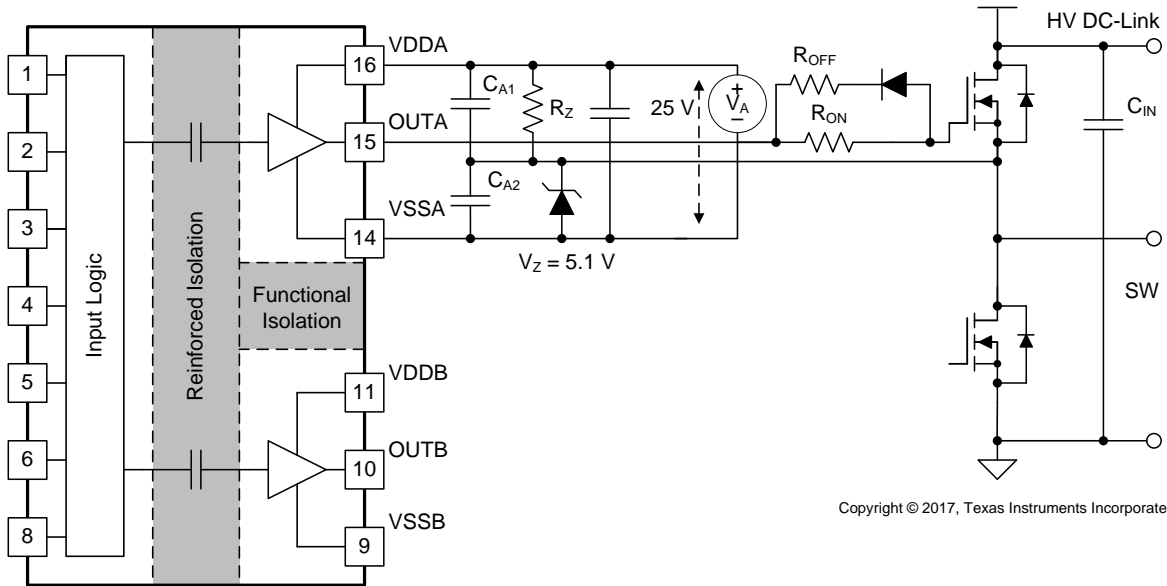 1
2
3
4
5
6
8
Input Logic
Reinforced Isolation
Functional
Isolation
16
15
14
11
10
9
VDDA
OUTA
VSSA
VDDB
OUTB
VSSB
CA1
CA2
RZ
VZ = 5.1 V
25 V
VA
+
ROFF
RON
HV DC-Link
CIN
SW
Copyright © 2017, Texas Instruments Incorporate